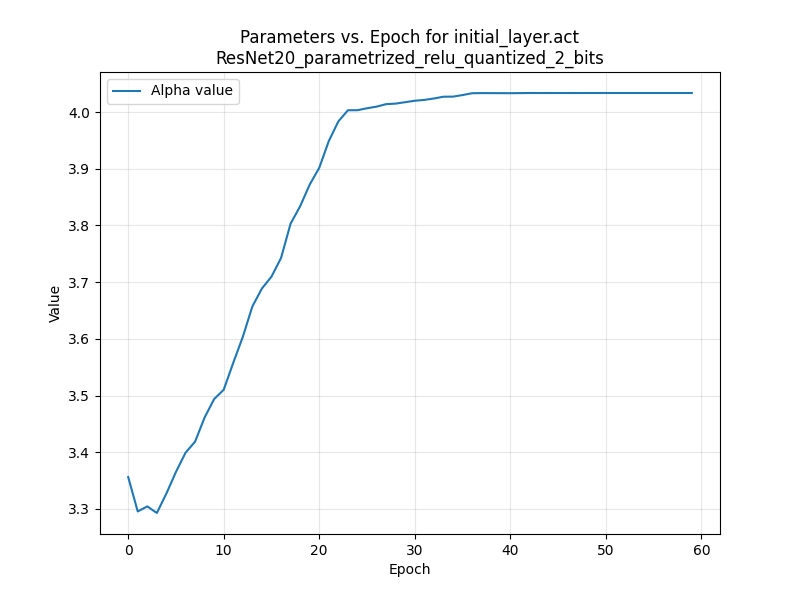 Parameters vs. Epoch for initial_layer.act
ResNet20_parametrized_relu_quantized_2_bits
Alpha value
4.0
3.9
3.8
3.7
3.6
3.5
3.4
3.3
Value
0 10 20 30 40 50 60
Epoch